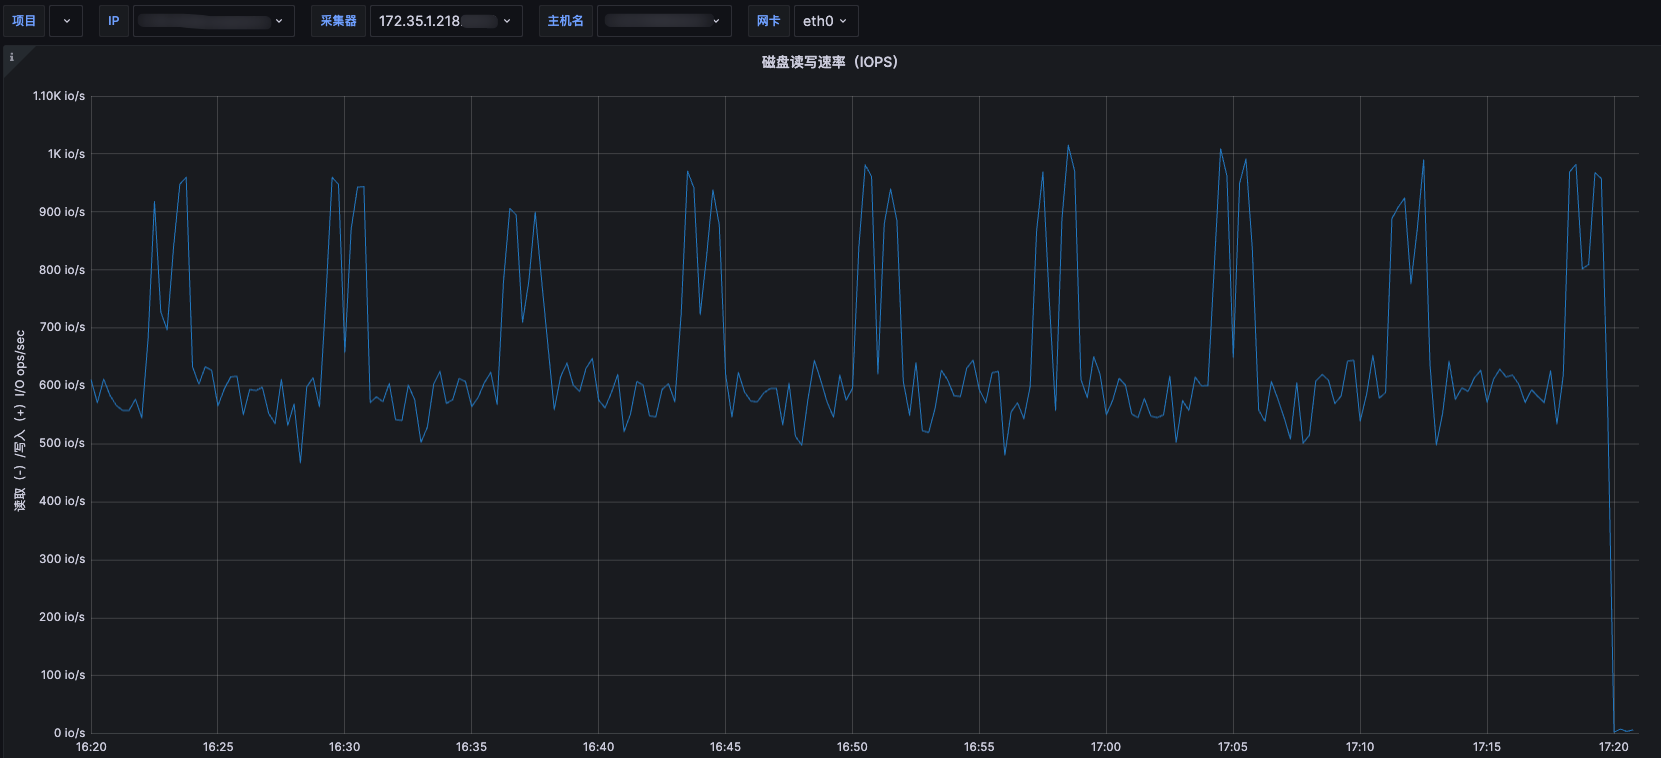 项目 IP 采集器 172.35.1.218 主机名 网卡 eth0
i
磁盘读写速率（IOPS）
读取（-）/写入（+）I/O ops/sec
1.10K io/s
1K io/s
900 io/s
800 io/s
700 io/s
600 io/s
500 io/s
400 io/s
300 io/s
200 io/s
100 io/s
0 io/s
16:20 16:25 16:30 16:35 16:40 16:45 16:50 16:55 17:00 17:05 17:10 17:15 17:20